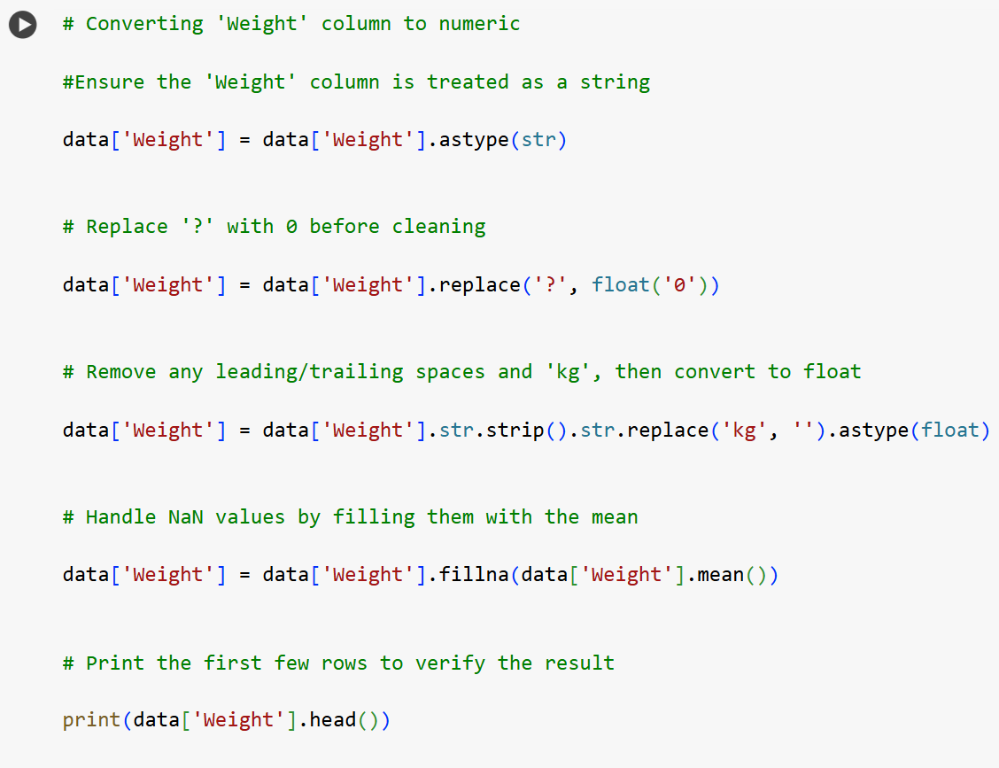 # Converting 'Weight' column to numeric
#Ensure the 'Weight' column is treated as a string
data['Weight'] = data['Weight'].astype(str)
# Replace '?' with 0 before cleaning
data['Weight'] = data['Weight'].replace('?', float('0'))
# Remove any leading/trailing spaces and 'kg', then convert to float
data['Weight'] = data['Weight'].str.strip().str.replace('kg', '').astype(float)
# Handle NaN values by filling them with the mean
data['Weight'] = data['Weight'].fillna(data['Weight'].mean())
# Print the first few rows to verify the result
print(data['Weight'].head())